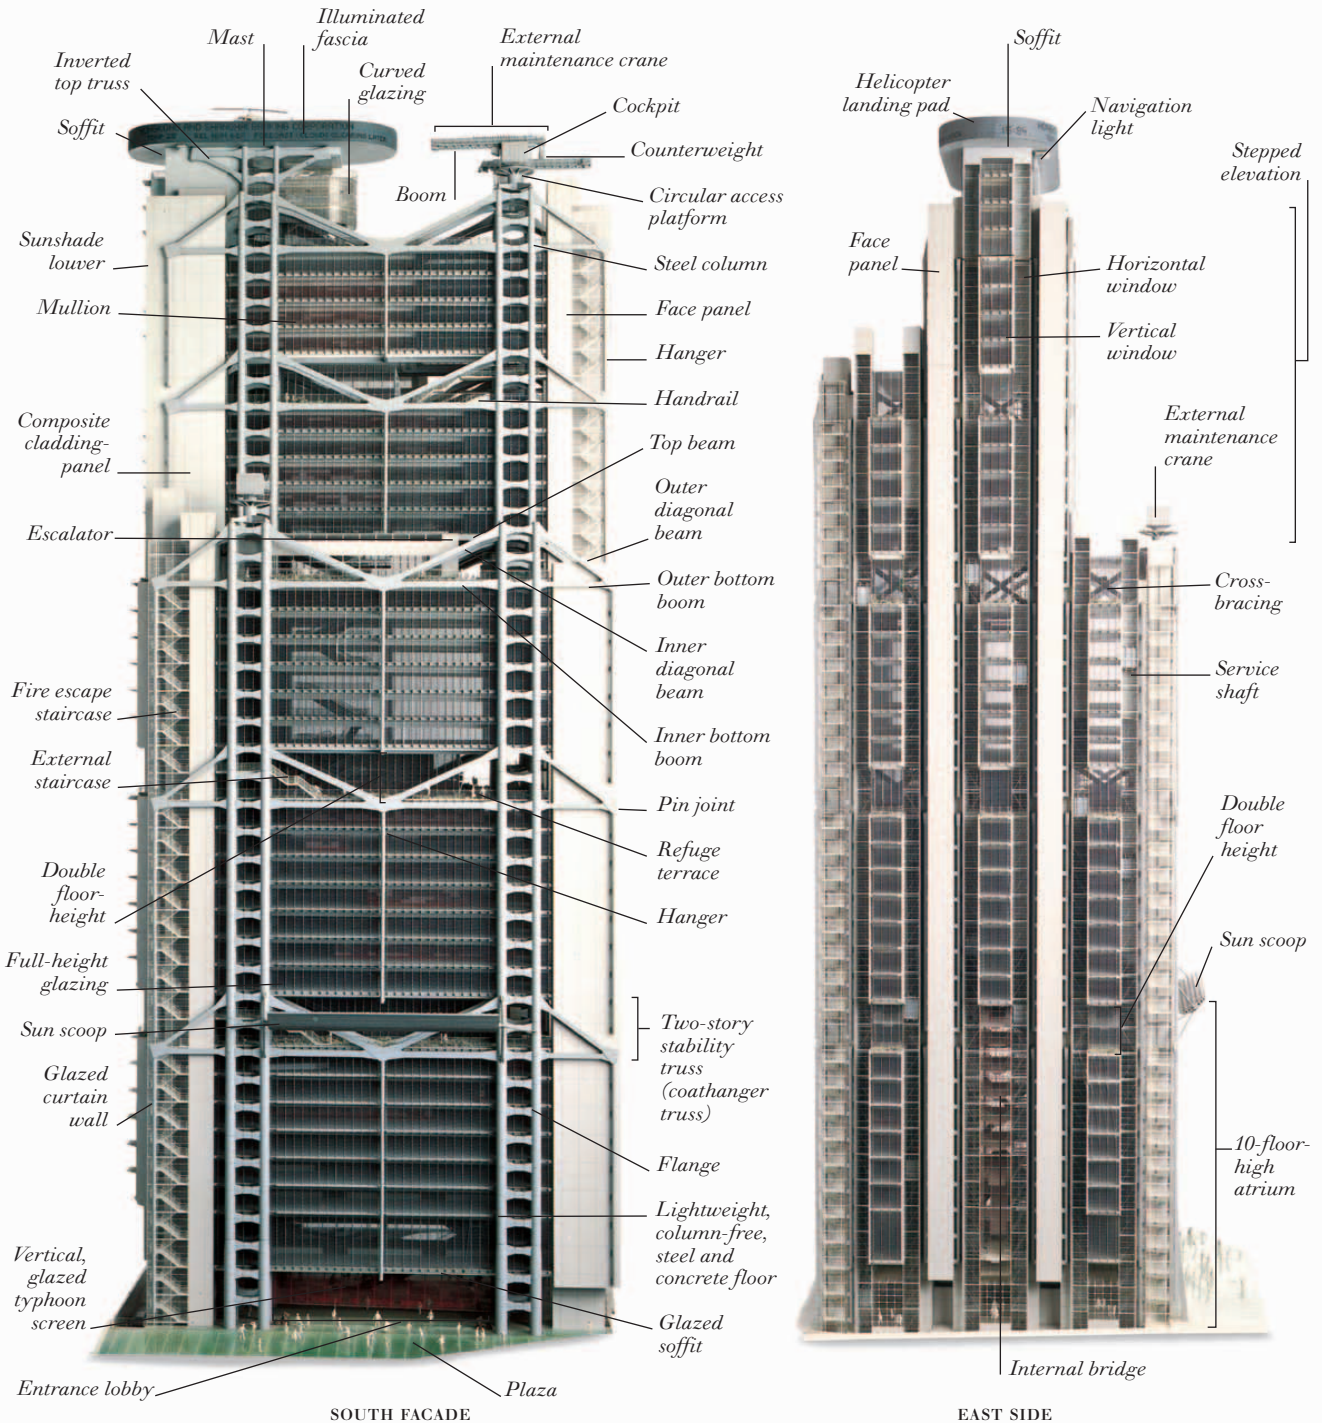 Mast
Illuminated
fascia
External
maintenance crane
Soffit
Inverted
top truss
Curved
glazing
Cockpit
Helicopter
landing pad
Navigation
light
Soffit
Counterweight
Stepped
elevation
Boom
Circular access
platform
Sunshade
louver
Steel column
Face
panel
Horizontal
window
Mullion
Face panel
Vertical
window
Hanger
Handrail
Composite
cladding-
panel
Top beam
External
maintenance
crane
Escalator
Outer
diagonal
beam
Outer bottom
boom
Cross-
bracing
Inner
diagonal
beam
Service
shaft
Fire escape
staircase
Inner bottom
boom
External
staircase
Pin joint
Double
floor
height
Refuge
terrace
Double
floor-
height
Hanger
Sun scoop
Full-height
glazing
Sun scoop
Two-story
stability
truss
(coathanger
truss)
Glazed
curtain
wall
Flange
10-floor-
high
atrium
Lightweight,
column-free,
steel and
concrete floor
Vertical,
glazed
typhoon
screen
Glazed
soffit
Entrance lobby
Plaza
Internal bridge
SOUTH FACADE
EAST SIDE